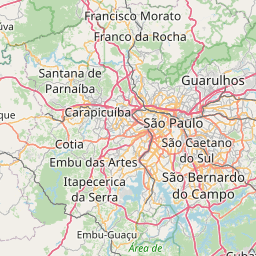 Francisco Morato
Franco da Rocha
Guarulhos
Santana de
Parnaíba
Carapicuíba
São Paulo
Cotia
São Caetano
do Sul
Embu das Artes
São Bernardo
do Campo
Itapecerica
da Serra
Embu-Guaçu
Área de